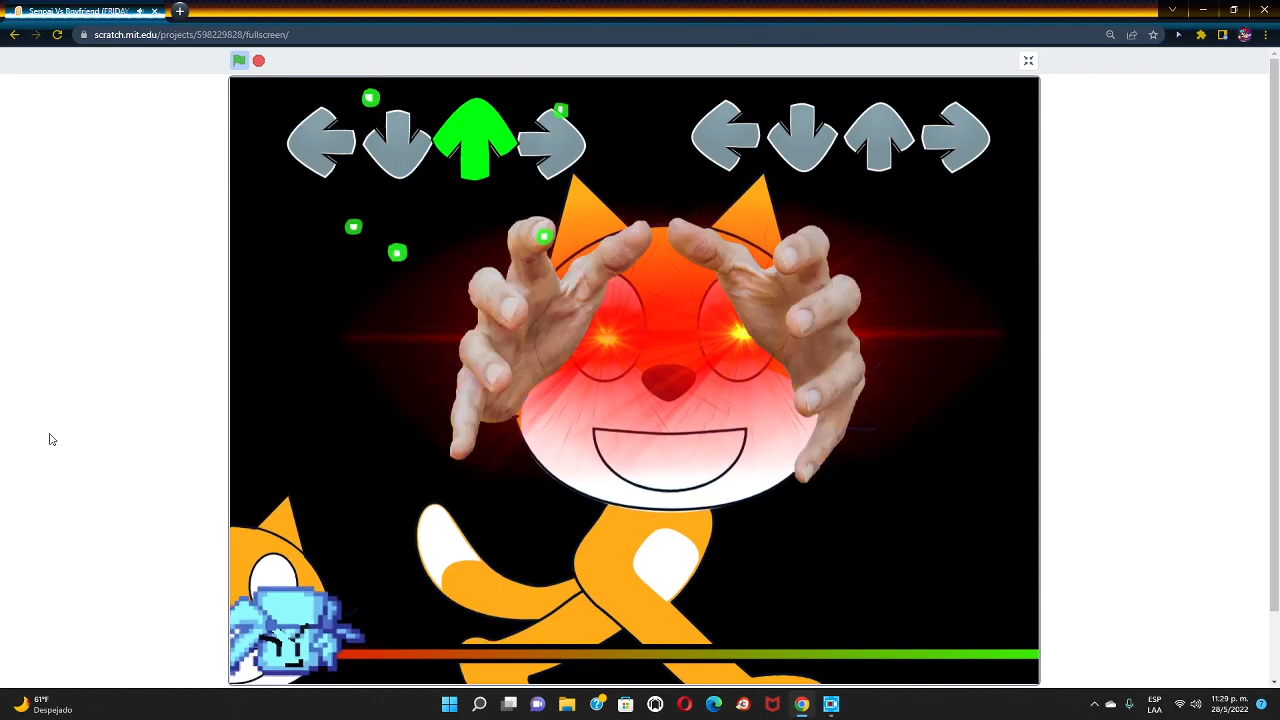 Senpai Vs Boyfriend (FRIDAY
scratch.mit.edu/projects/598229828/fullscreen/
61°F
Despejado
ESP
LAA
11:29 p. m.
28/5/2022